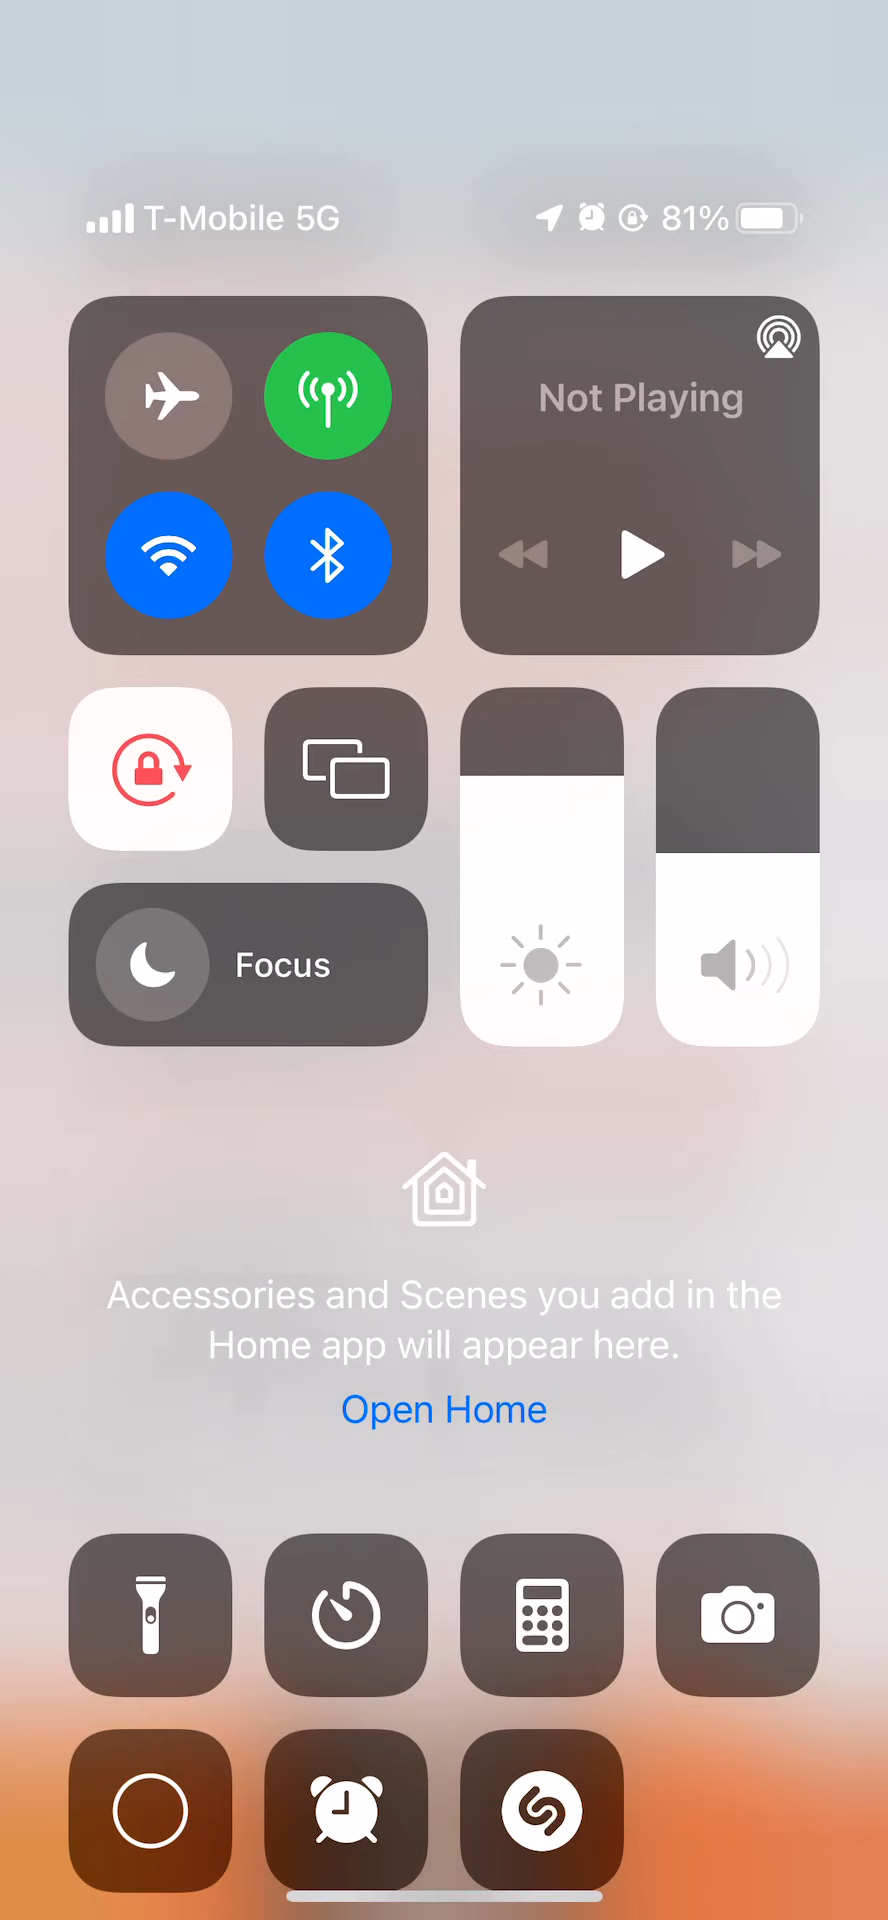 T-Mobile 5G 81%
Not Playing
Focus
Accessories and Scenes you add in the
Home app will appear here.
Open Home